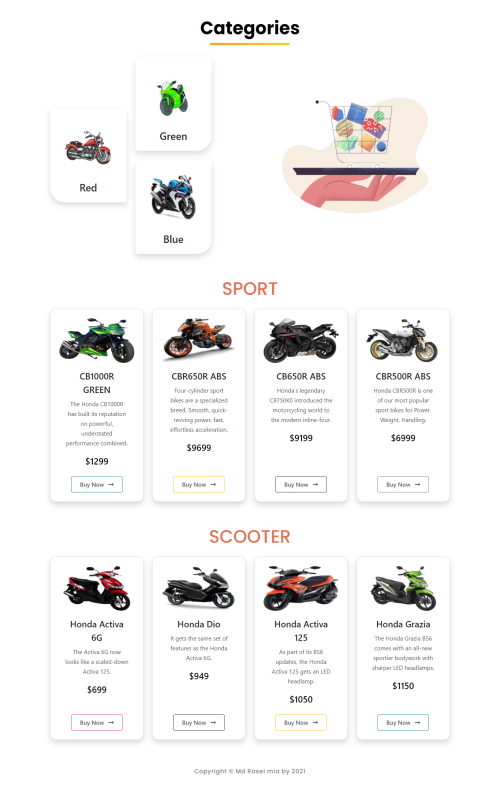 Categories
Green
Red
Blue
SPORT
CB1000R
GREEN
The Honda CB1000R
has built its reputation
on powerful,
understated
performance combined.
$1299
Buy Now →
CBR650R ABS
Four-cylinder sport
bikes are a specialized
breed. Smooth, quick-
revving power, fast,
effortless acceleration.
$9699
Buy Now →
CB650R ABS
Honda's legendary
CB750K0 introduced the
motorcycling world to
the modern inline-four.
$9199
Buy Now →
CBR500R ABS
Honda CBR500R is one
of our most popular
sport bikes for Power.
Weight. Handling.
$6999
Buy Now →
SCOOTER
Honda Activa
6G
The Activa 6G now
looks like a scaled-down
Activa 125.
$699
Buy Now →
Honda Dio
It gets the same set of
features as the Honda
Activa 6G.
$949
Buy Now →
Honda Activa
125
As part of its BS6
updates, the Honda
Activa 125 gets an LED
headlamp.
$1050
Buy Now →
Honda Grazia
The Honda Grazia BS6
comes with an all-new
sportier bodywork with
sharper LED headlamps.
$1150
Buy Now →
Copyright © Md Rasel mia by 2021